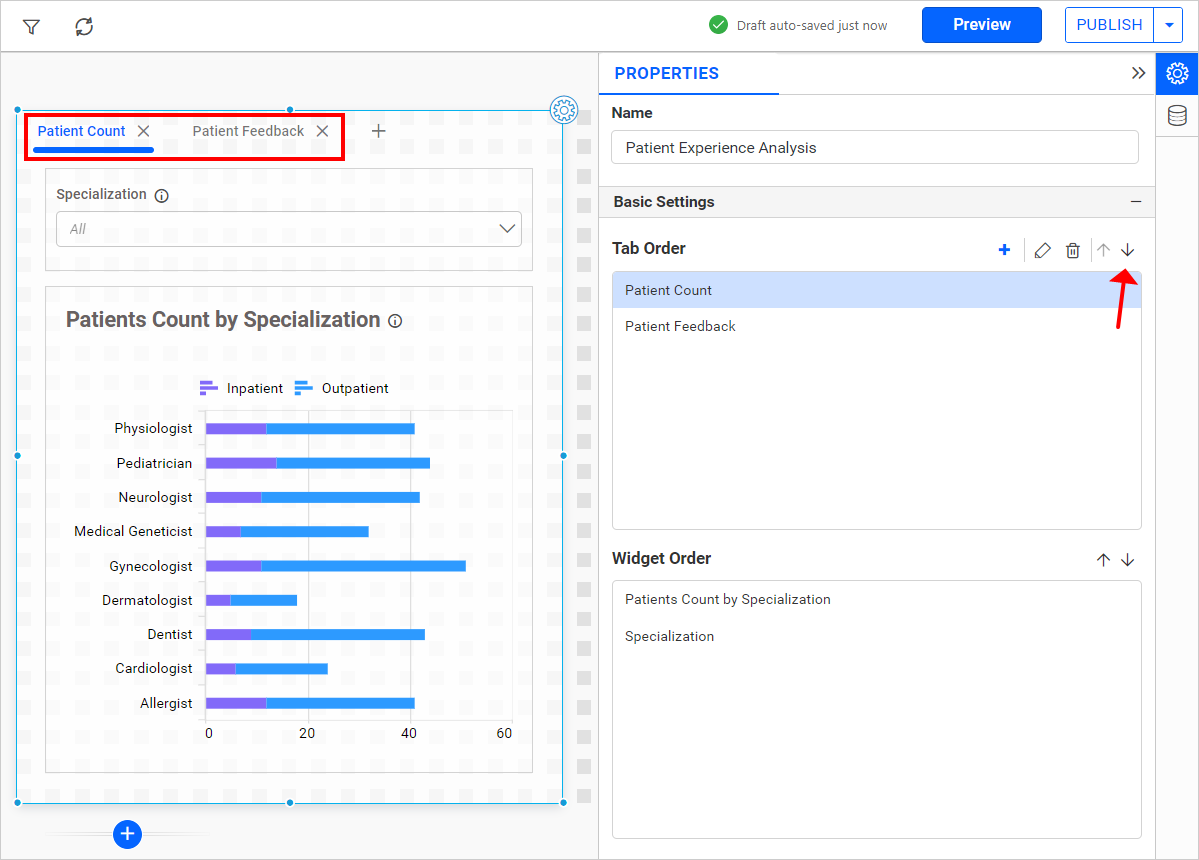 Draft auto-saved just now
Preview
PUBLISH
Patient Count
Patient Feedback
Specialization
All
Patients Count by Specialization
Inpatient
Outpatient
Physiologist
Pediatrician
Neurologist
Medical Geneticist
Gynecologist
Dermatologist
Dentist
Cardiologist
Allergist
0 20 40 60
PROPERTIES
Name
Patient Experience Analysis
Basic Settings
Tab Order
Patient Count
Patient Feedback
Widget Order
Patients Count by Specialization
Specialization